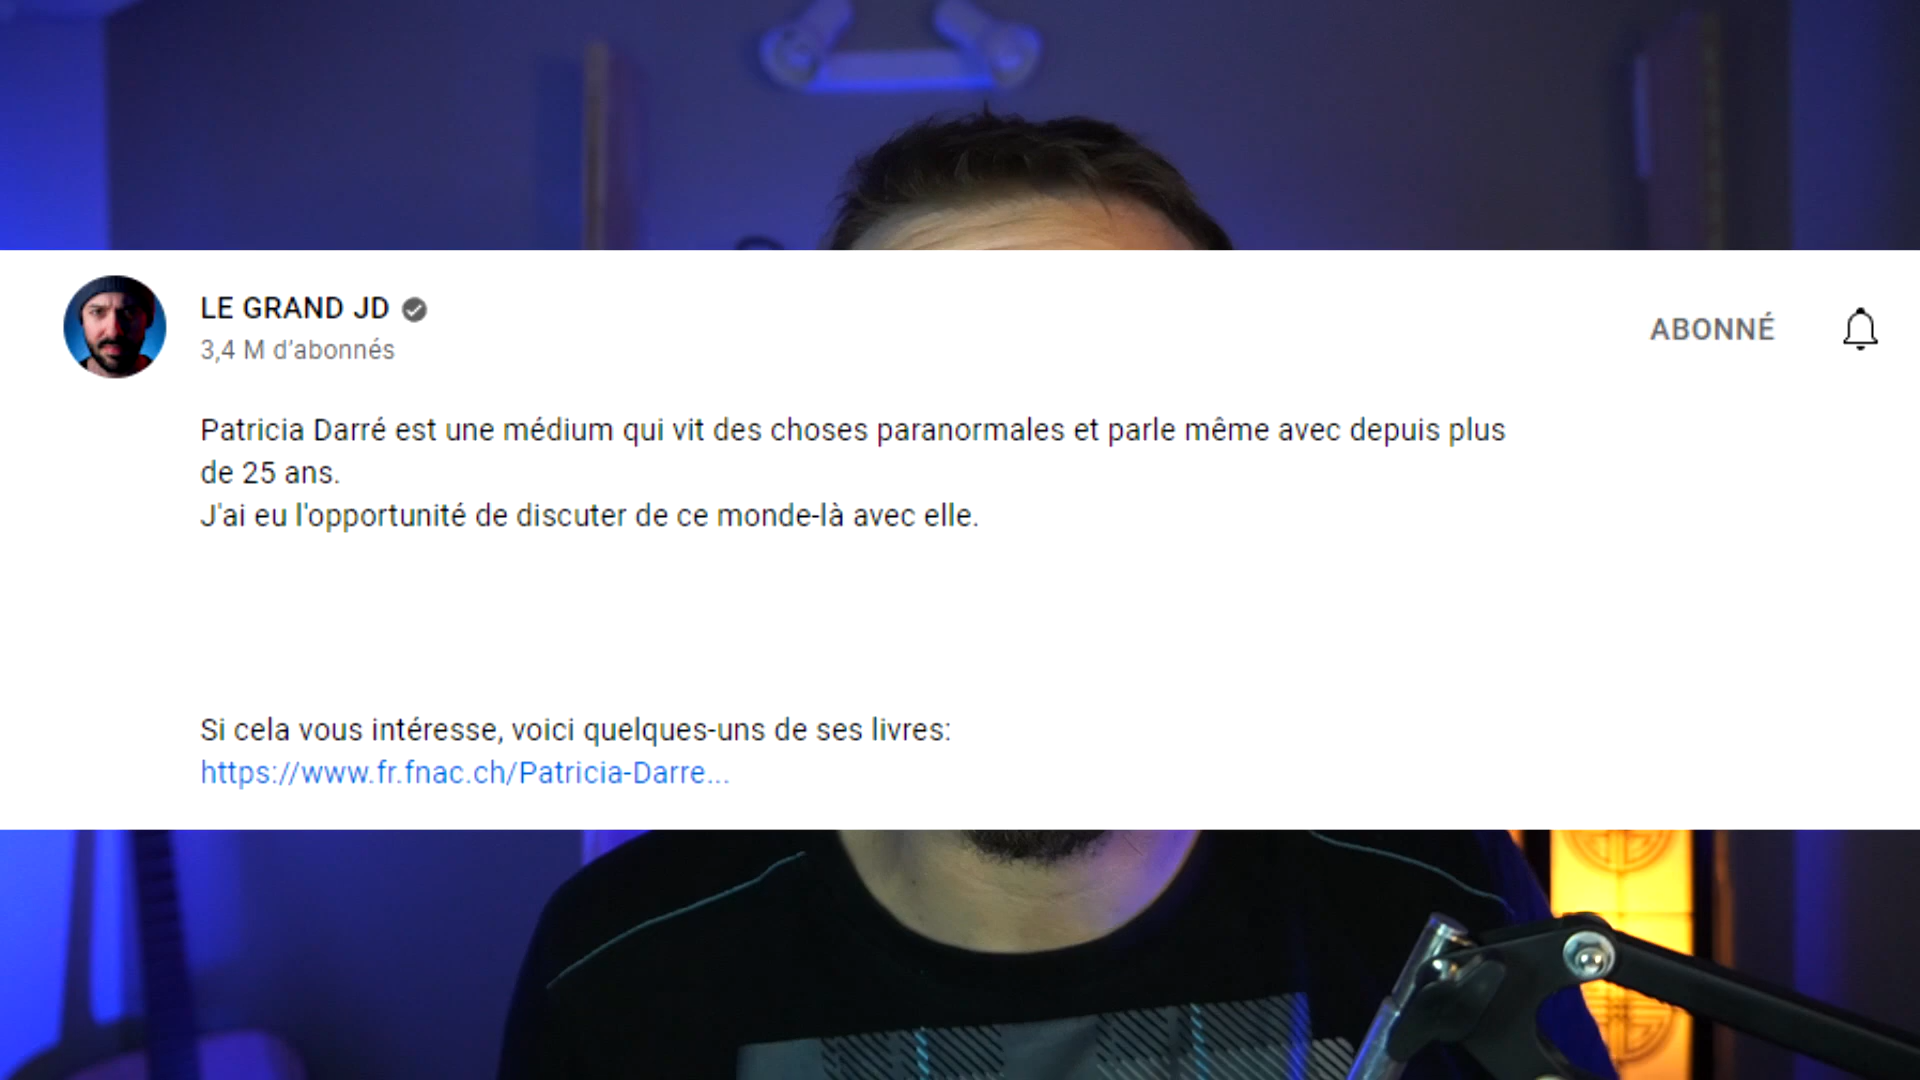 LE GRAND JD
3,4 M d’abonnés
ABONNÉ
Patricia Darré est une médium qui vit des choses paranormales et parle même avec depuis plus
de 25 ans.
J'ai eu l'opportunité de discuter de ce monde-là avec elle.
Si cela vous intéresse, voici quelques-uns de ses livres:
https://www.fr.fnac.ch/Patricia-Darre...